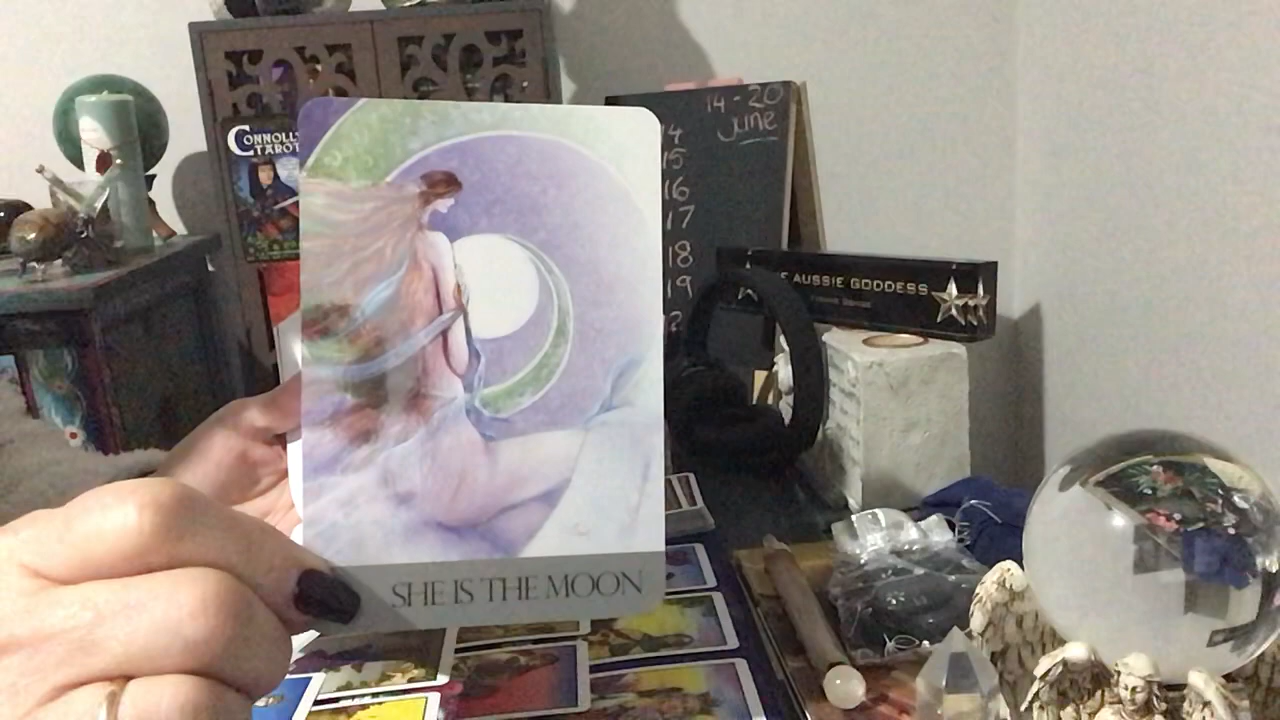 CONNOLLY
TAROT
14 - 20
June
14
15
16
17
18
19
AUSSIE GODDESS
SHE IS THE MOON